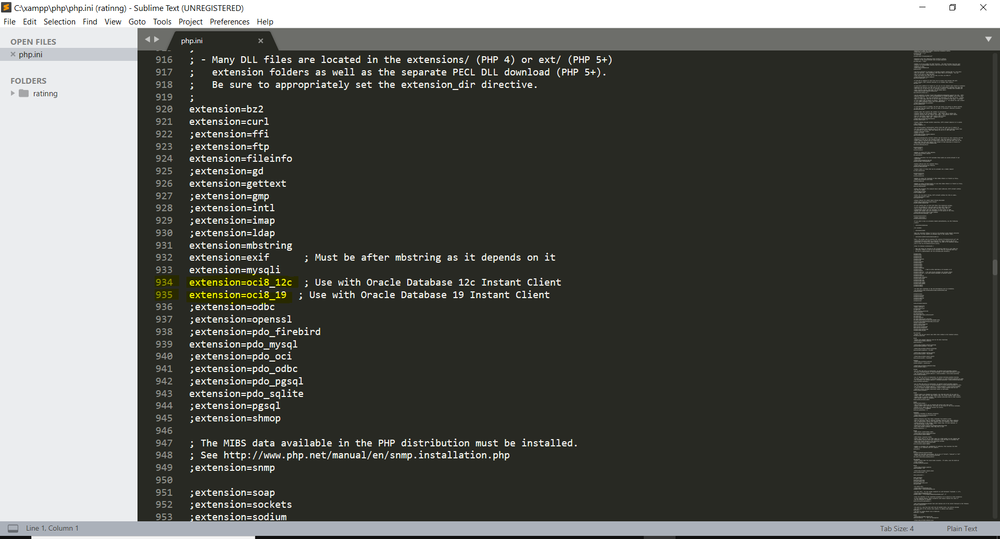 C:\xampp\php\php.ini (ratinng) - Sublime Text (UNREGISTERED)
File Edit Selection Find View Goto Tools Project Preferences Help
OPEN FILES
php.ini
FOLDERS
ratinng
php.ini
916 ; - Many DLL files are located in the extensions/ (PHP 4) or ext/ (PHP 5+)
917 ;   extension folders as well as the separate PECL DLL download (PHP 5+).
918 ;   Be sure to appropriately set the extension_dir directive.
919 ;
920 extension=bz2
921 extension=curl
922 ;extension=ffi
923 ;extension=ftp
924 extension=fileinfo
925 ;extension=gd
926 extension=gettext
927 ;extension=gmp
928 ;extension=intl
929 ;extension=imap
930 ;extension=ldap
931 extension=mbstring
932 extension=exif      ; Must be after mbstring as it depends on it
933 extension=mysqli
934 extension=oci8_12c  ; Use with Oracle Database 12c Instant Client
935 extension=oci8_19  ; Use with Oracle Database 19 Instant Client
936 ;extension=odbc
937 ;extension=openssl
938 ;extension=pdo_firebird
939 extension=pdo_mysql
940 ;extension=pdo_oci
941 ;extension=pdo_odbc
942 ;extension=pdo_pgsql
943 extension=pdo_sqlite
944 ;extension=pgsql
945 ;extension=shmop
946
947 ; The MIBS data available in the PHP distribution must be installed.
948 ; See http://www.php.net/manual/en/snmp.installation.php
949 ;extension=snmp
950
951 ;extension=soap
952 ;extension=sockets
953 ;extension=sodium
Line 1, Column 1
Tab Size: 4
Plain Text